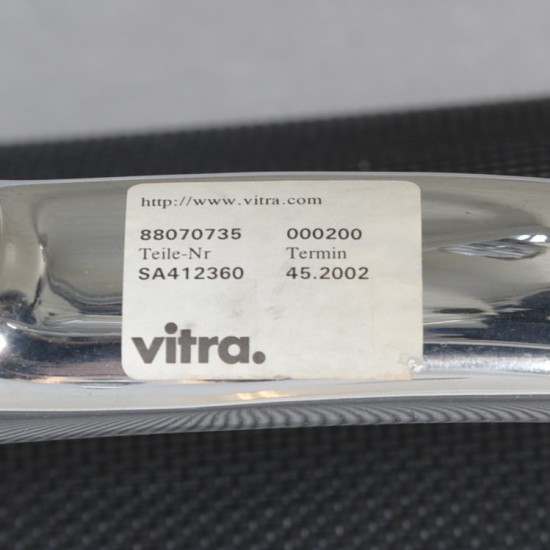 http://www.vitra.com
88070735 000200
Teile-Nr Termin
SA412360 45.2002
vitra.